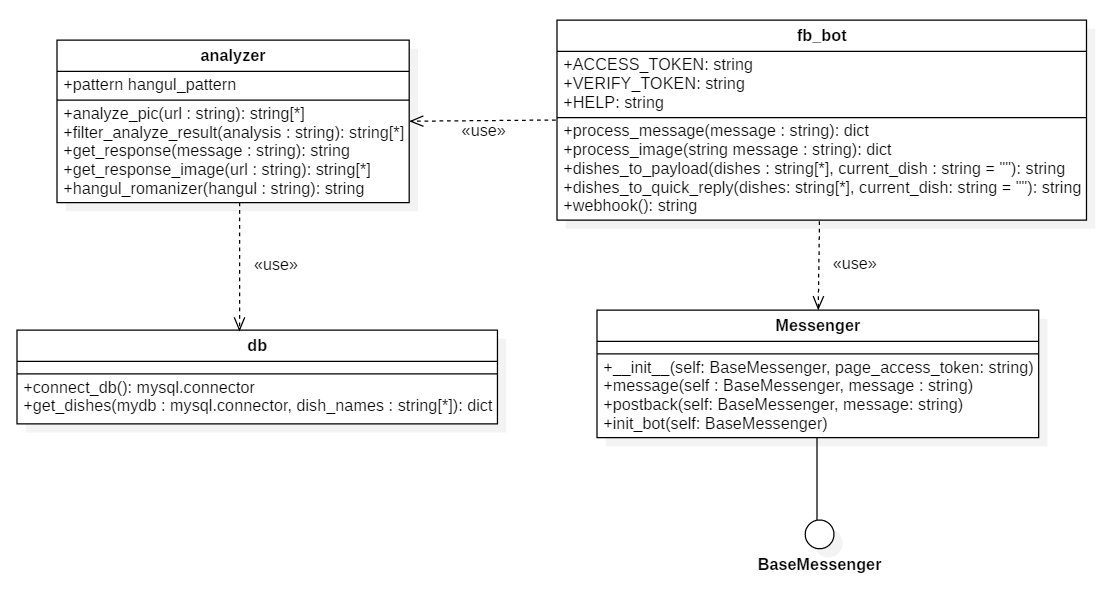 analyzer
+pattern hangul_pattern
+analyze_pic(url : string): string[*]
+filter_analyze_result(analysis : string): string[*]
+get_response(message : string): string
+get_response_image(url : string): string[*]
+hangul_romanizer(hangul : string): string
«use»
fb_bot
+ACCESS_TOKEN: string
+VERIFY_TOKEN: string
+HELP: string
+process_message(message : string): dict
+process_image(string message : string): dict
+dishes_to_payload(dishes : string[*], current_dish : string = ""): string
+dishes_to_quick_reply(dishes: string[*], current_dish: string = ""): string
+webhook(): string
«use»
«use»
db
+connect_db(): mysql.connector
+get_dishes(mydb : mysql.connector, dish_names : string[*]): dict
Messenger
+__init__(self: BaseMessenger, page_access_token: string)
+message(self : BaseMessenger, message : string)
+postback(self: BaseMessenger, message: string)
+init_bot(self: BaseMessenger)
BaseMessenger